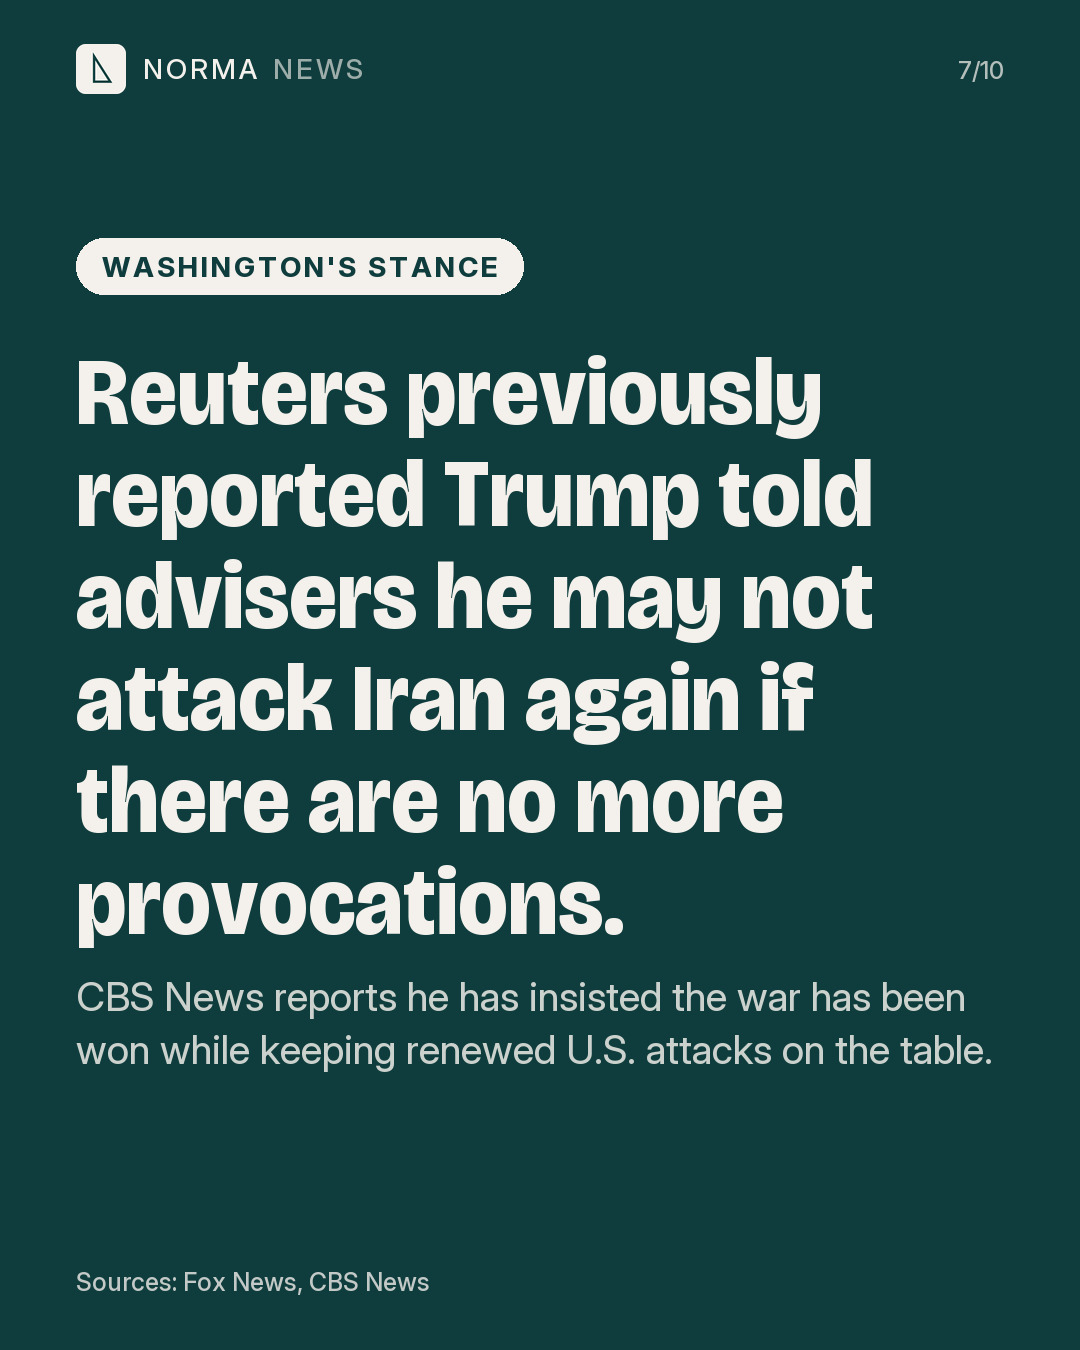 NORMA NEWS
7/10
WASHINGTON'S STANCE
Reuters previously
reported Trump told
advisers he may not
attack Iran again if
there are no more
provocations.
CBS News reports he has insisted the war has been
won while keeping renewed U.S. attacks on the table.
Sources: Fox News, CBS News